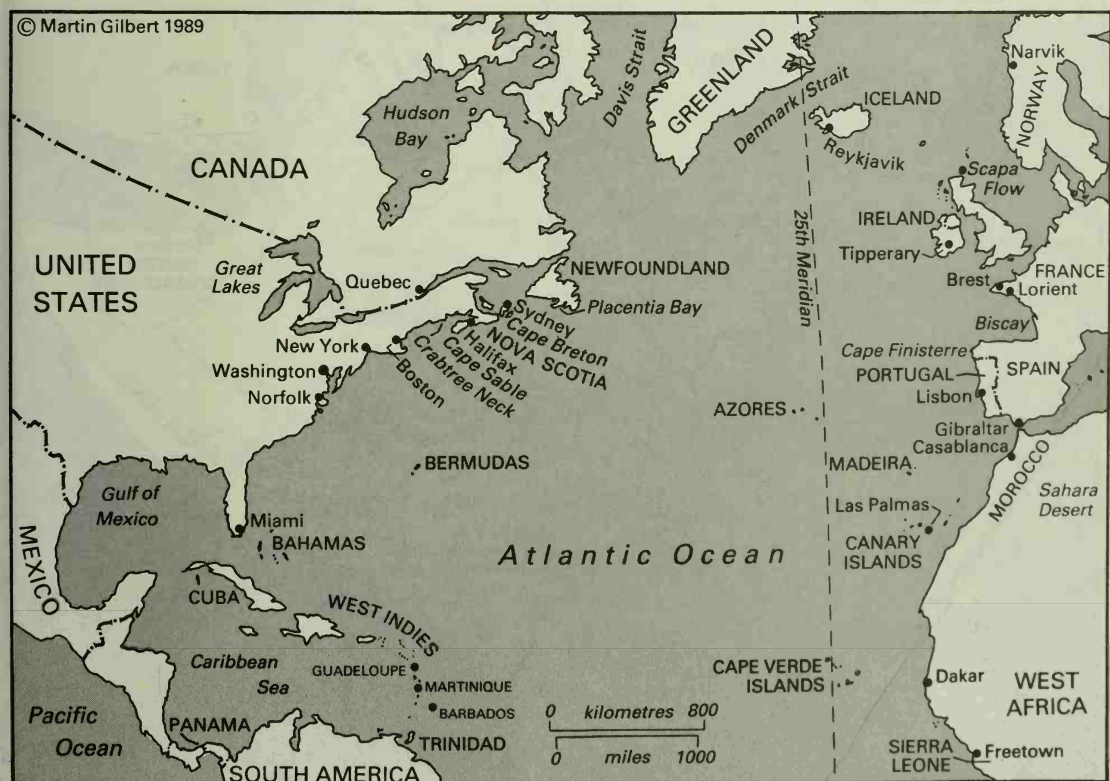 © Martin Gilbert 1989
Hudson
Bay
Davis Strait
GREENLAND
Denmark Strait
ICELAND
Reykjavik
Narvik
NORWAY
CANADA
Scapa
Flow
25th Meridian
IRELAND
Tipperary
UNITED
STATES
Great
Lakes
Quebec
NEWFOUNDLAND
Placentia Bay
Brest
FRANCE
Lorient
Biscay
Sydney
Cape Breton
NOVA SCOTIA
Halifax
Cape Sable
Crabtree Neck
Boston
New York
Washington
Norfolk
Cape Finisterre
PORTUGAL
SPAIN
Lisbon
AZORES
Gibraltar
Casablanca
BERMUDAS
MADEIRA
MOROCCO
Sahara
Desert
Gulf of
Mexico
Las Palmas
Miami
BAHAMAS
Atlantic Ocean
CANARY
ISLANDS
MEXICO
CUBA
WEST INDIES
Caribbean
Sea
GUADELOUPE
MARTINIQUE
BARBADOS
CAPE VERDE
ISLANDS
Dakar
WEST
AFRICA
Pacific
Ocean
PANAMA
TRINIDAD
0 kilometres 800
0 miles 1000
SIERRA
LEONE
Freetown
SOUTH AMERICA